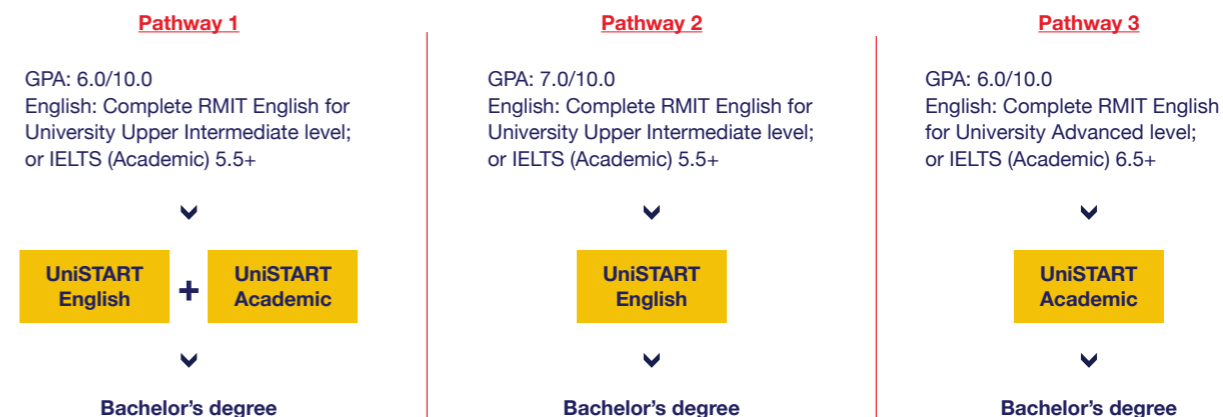 Pathway 1
GPA: 6.0/10.0
English: Complete RMIT English for
University Upper Intermediate level;
or IELTS (Academic) 5.5+
UniSTART
English
+
UniSTART
Academic
Bachelor's degree
Pathway 2
GPA: 7.0/10.0
English: Complete RMIT English for
University Upper Intermediate level;
or IELTS (Academic) 5.5+
UniSTART
English
Bachelor's degree
Pathway 3
GPA: 6.0/10.0
English: Complete RMIT English
for University Advanced level;
or IELTS (Academic) 6.5+
UniSTART
Academic
Bachelor's degree